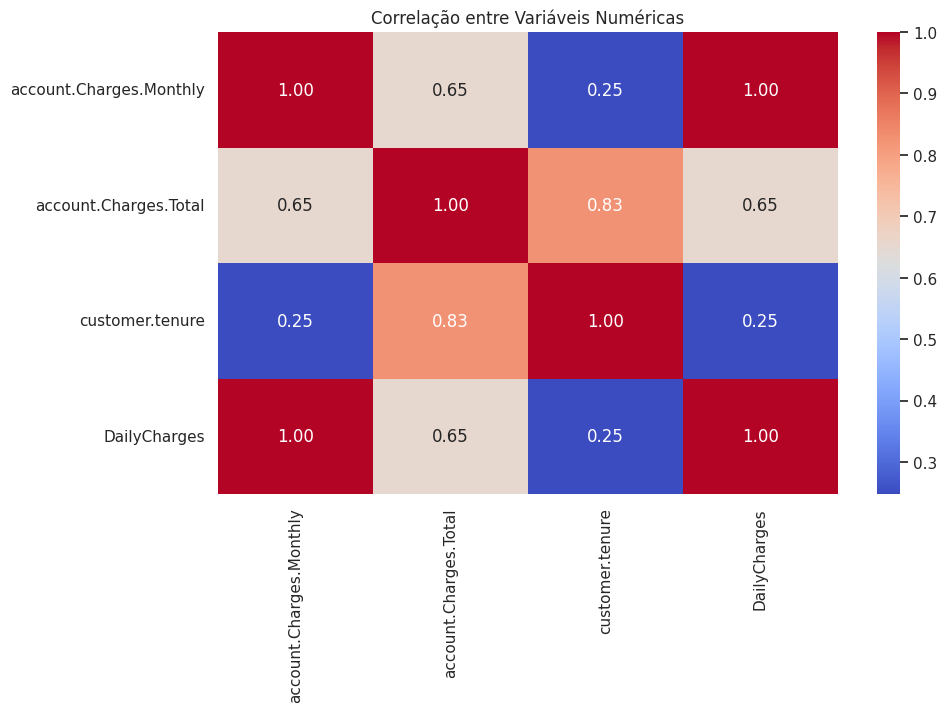 Correlação entre Variáveis Numéricas
account.Charges.Monthly 1.00 0.65 0.25 1.00
account.Charges.Total 0.65 1.00 0.83 0.65
customer.tenure 0.25 0.83 1.00 0.25
DailyCharges 1.00 0.65 0.25 1.00
account.Charges.Monthly
account.Charges.Total
customer.tenure
DailyCharges
1.0
0.9
0.8
0.7
0.6
0.5
0.4
0.3